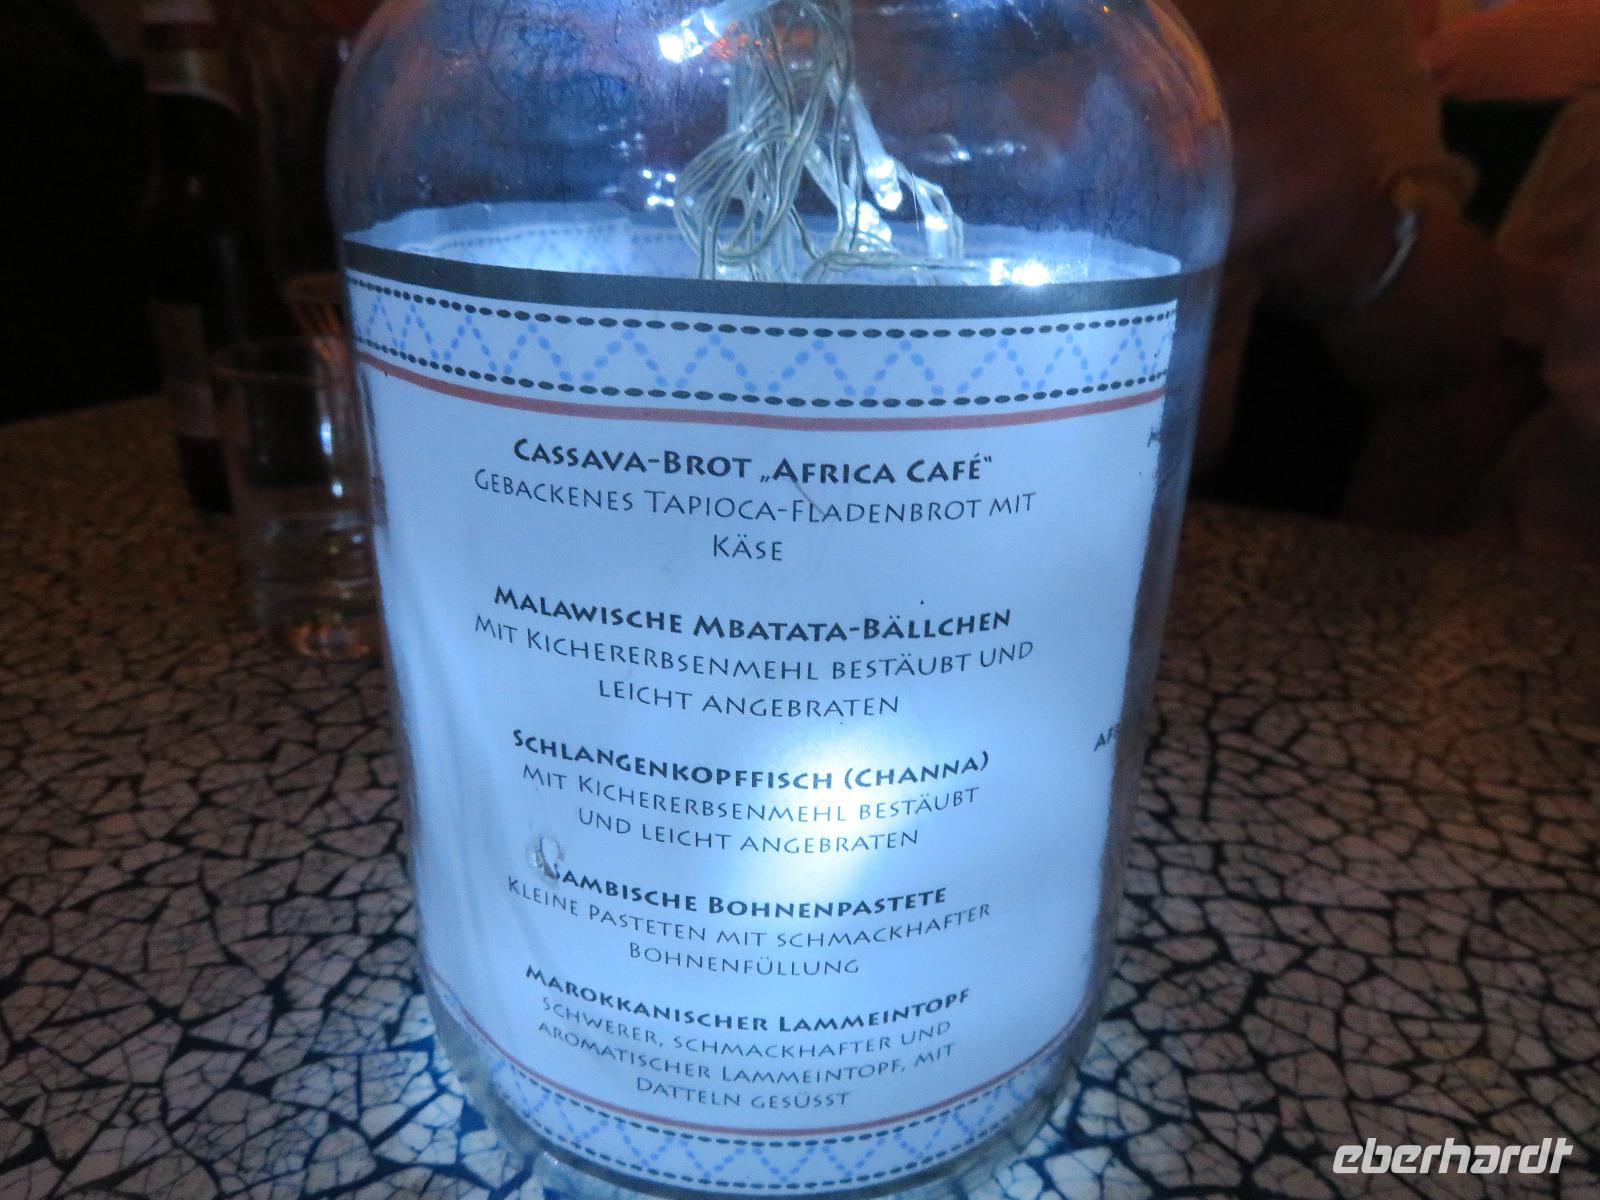 Cassava-Brot „Africa Café“
Gebackenes Tapioca-Fladenbrot mit
Käse
Malawische Mbatata-Bällchen
mit Kichererbsenmehl bestäubt und
leicht angebraten
Schlangenkopffisch (Channa)
mit Kichererbsenmehl bestäubt
und leicht angebraten
Sambische Bohnenpastete
Kleine Pasteten mit schmackhafter
Bohnenfüllung
Marokkanischer Lammeintopf
Schwerer, schmackhafter und
aromatischer Lammeintopf, mit
Datteln gesüsst
eberhardt